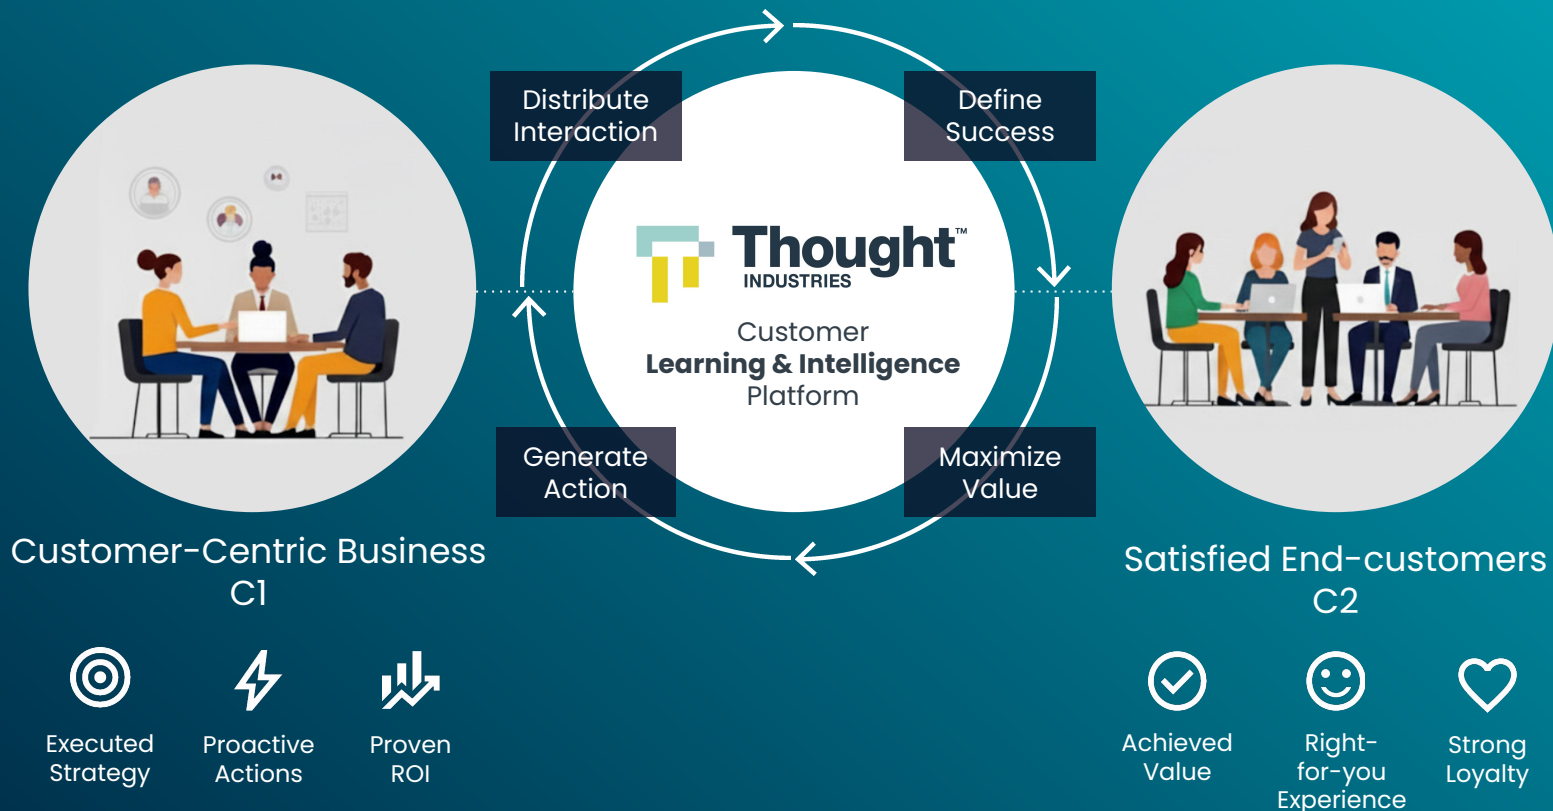 Distribute
Interaction
Define
Success
Thought™
INDUSTRIES
Customer
Learning & Intelligence
Platform
Generate
Action
Maximize
Value
Customer-Centric Business
C1
Executed
Strategy
Proactive
Actions
Proven
ROI
Satisfied End-customers
C2
Achieved
Value
Right-
for-you
Experience
Strong
Loyalty